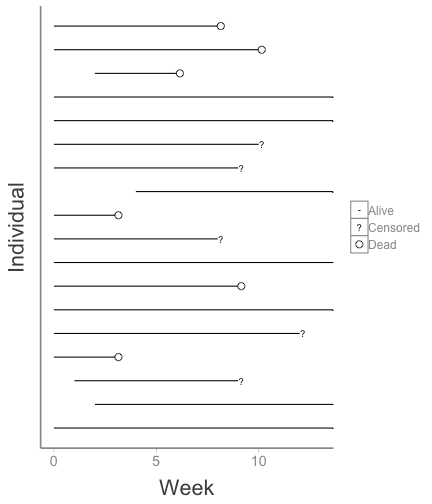 Individual
?
?
?
?
?
- Alive
? Censored
Dead
0 5 10
Week